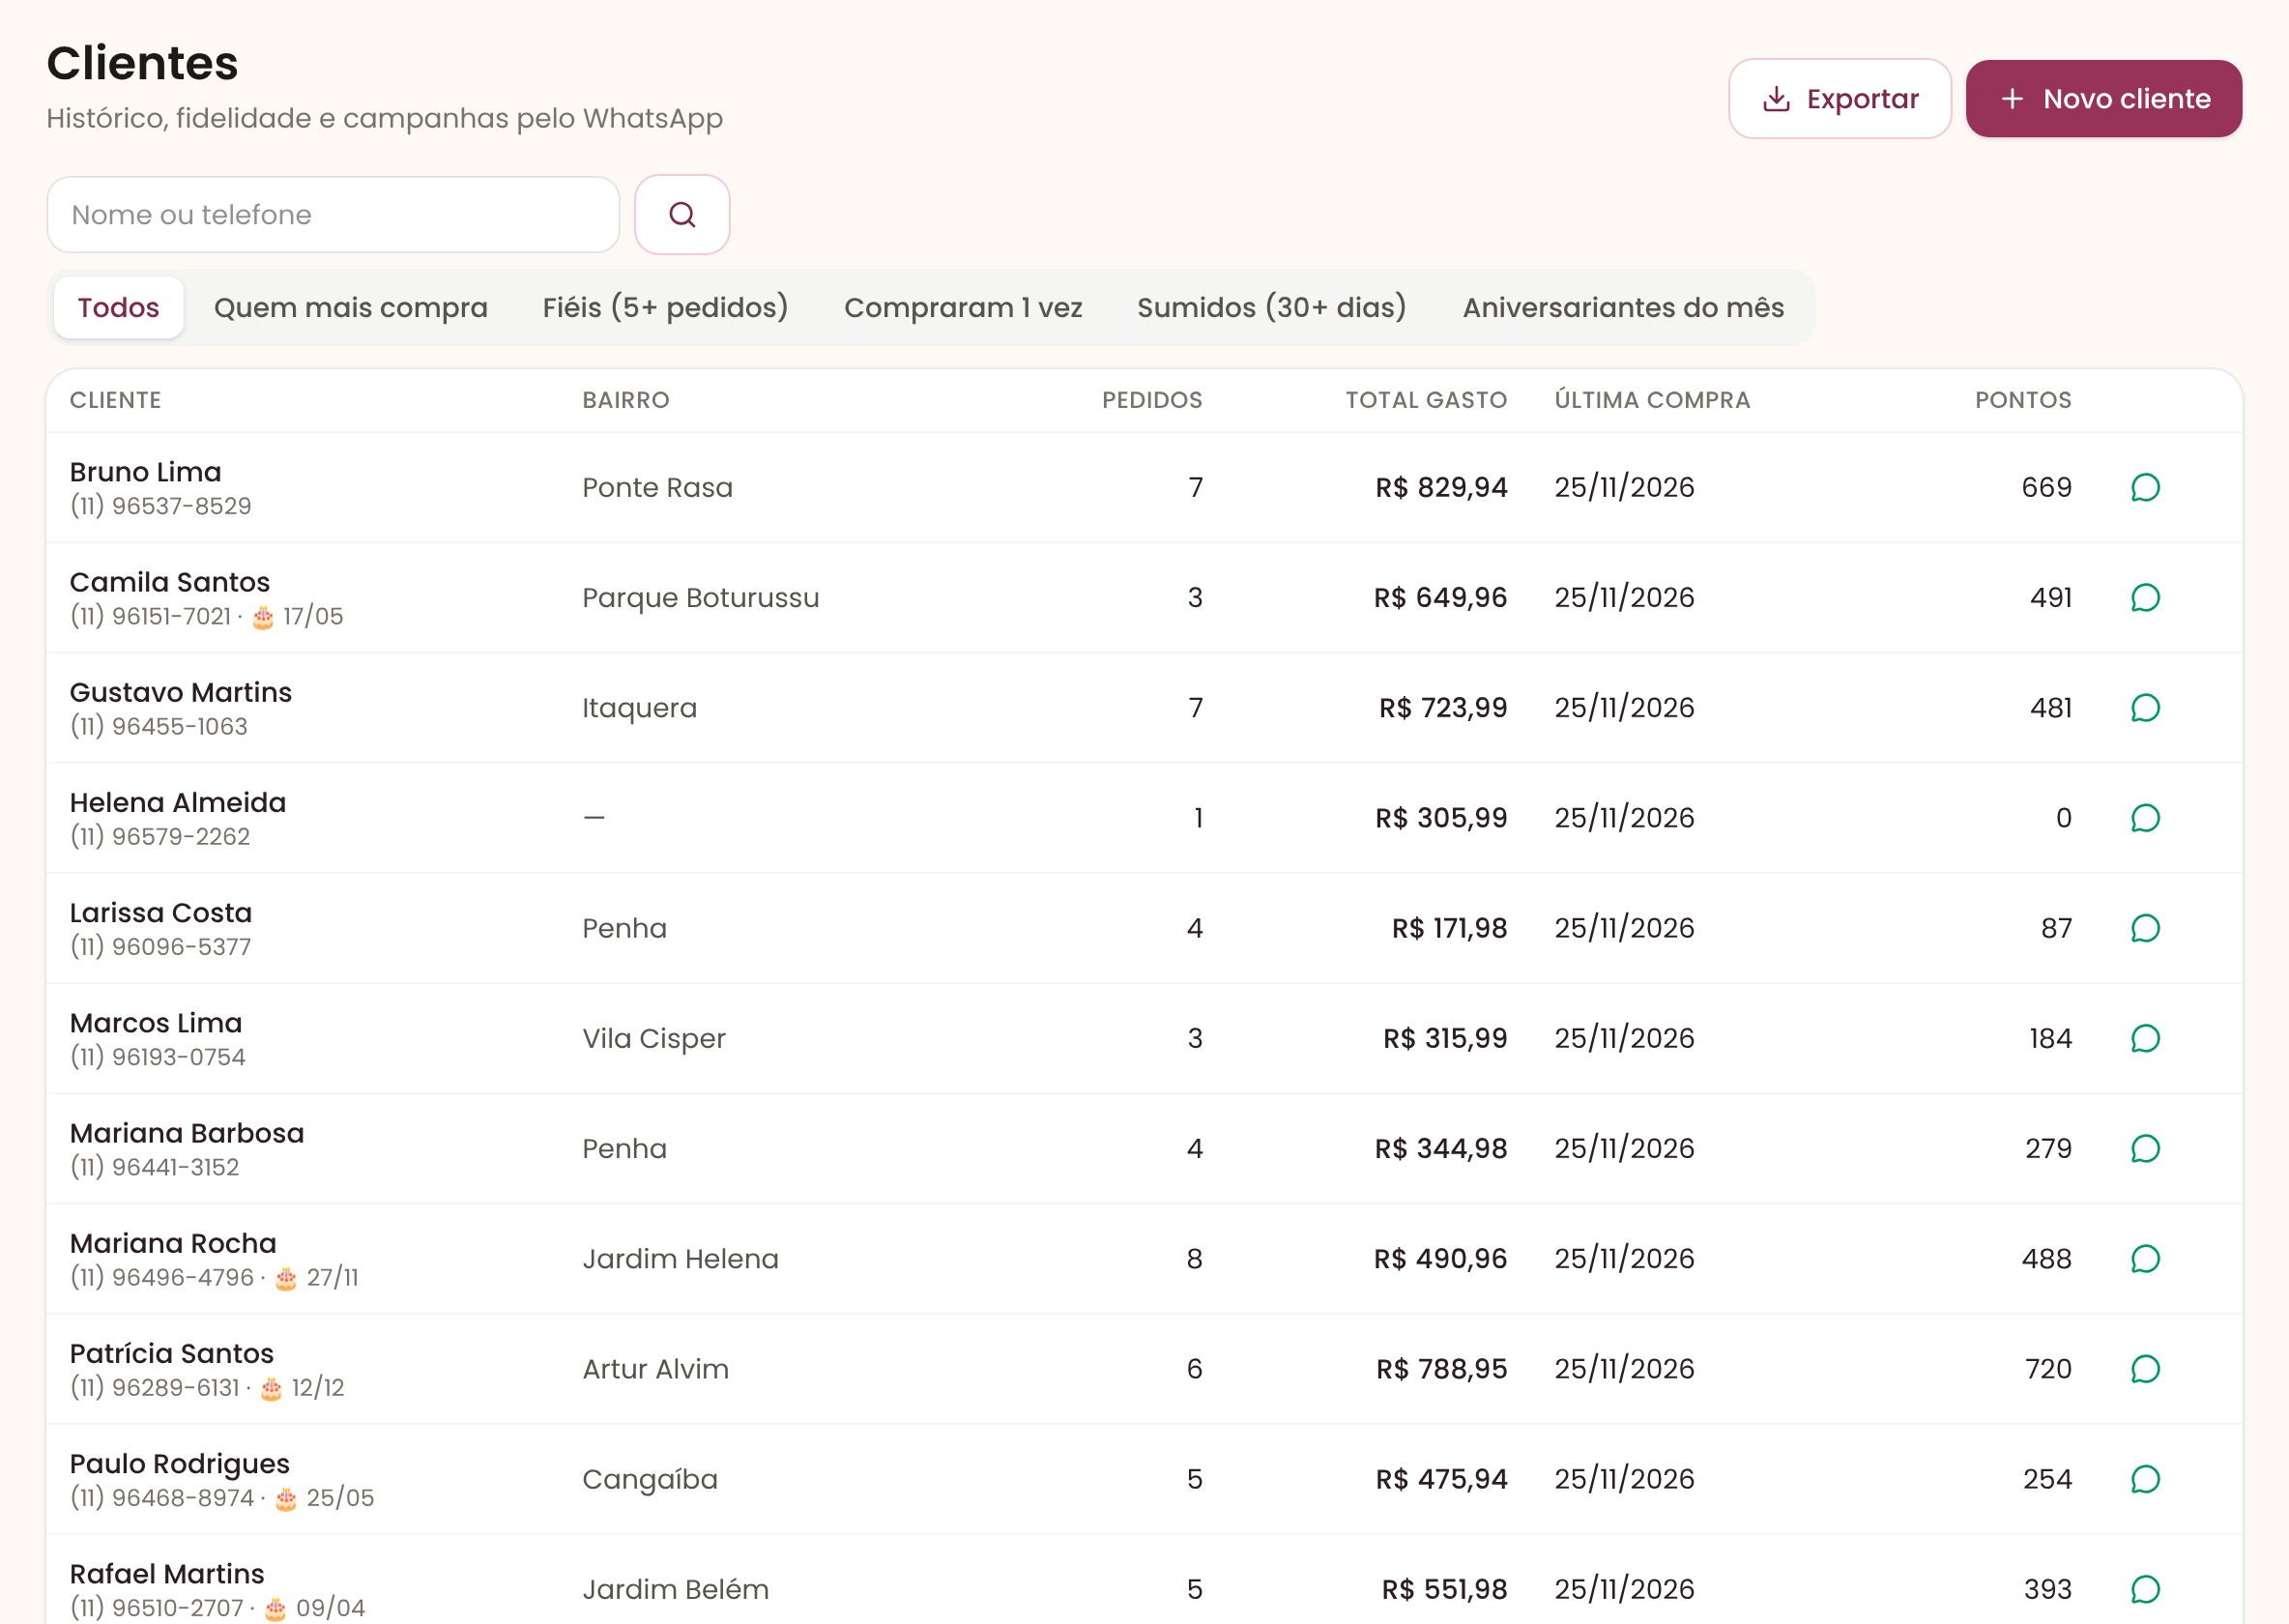 Clientes
Histórico, fidelidade e campanhas pelo WhatsApp
Exportar
+ Novo cliente
Nome ou telefone
Todos Quem mais compra Fiéis (5+ pedidos) Compraram 1 vez Sumidos (30+ dias) Aniversariantes do mês
CLIENTE BAIRRO PEDIDOS TOTAL GASTO ÚLTIMA COMPRA PONTOS
Bruno Lima
(11) 96537-8529
Ponte Rasa 7 R$ 829,94 25/11/2026 669
Camila Santos
(11) 96151-7021 · 🎂 17/05
Parque Boturussu 3 R$ 649,96 25/11/2026 491
Gustavo Martins
(11) 96455-1063
Itaquera 7 R$ 723,99 25/11/2026 481
Helena Almeida
(11) 96579-2262
— 1 R$ 305,99 25/11/2026 0
Larissa Costa
(11) 96096-5377
Penha 4 R$ 171,98 25/11/2026 87
Marcos Lima
(11) 96193-0754
Vila Cisper 3 R$ 315,99 25/11/2026 184
Mariana Barbosa
(11) 96441-3152
Penha 4 R$ 344,98 25/11/2026 279
Mariana Rocha
(11) 96496-4796 · 🎂 27/11
Jardim Helena 8 R$ 490,96 25/11/2026 488
Patrícia Santos
(11) 96289-6131 · 🎂 12/12
Artur Alvim 6 R$ 788,95 25/11/2026 720
Paulo Rodrigues
(11) 96468-8974 · 🎂 25/05
Cangaíba 5 R$ 475,94 25/11/2026 254
Rafael Martins
(11) 96510-2707 · 🎂 09/04
Jardim Belém 5 R$ 551,98 25/11/2026 393